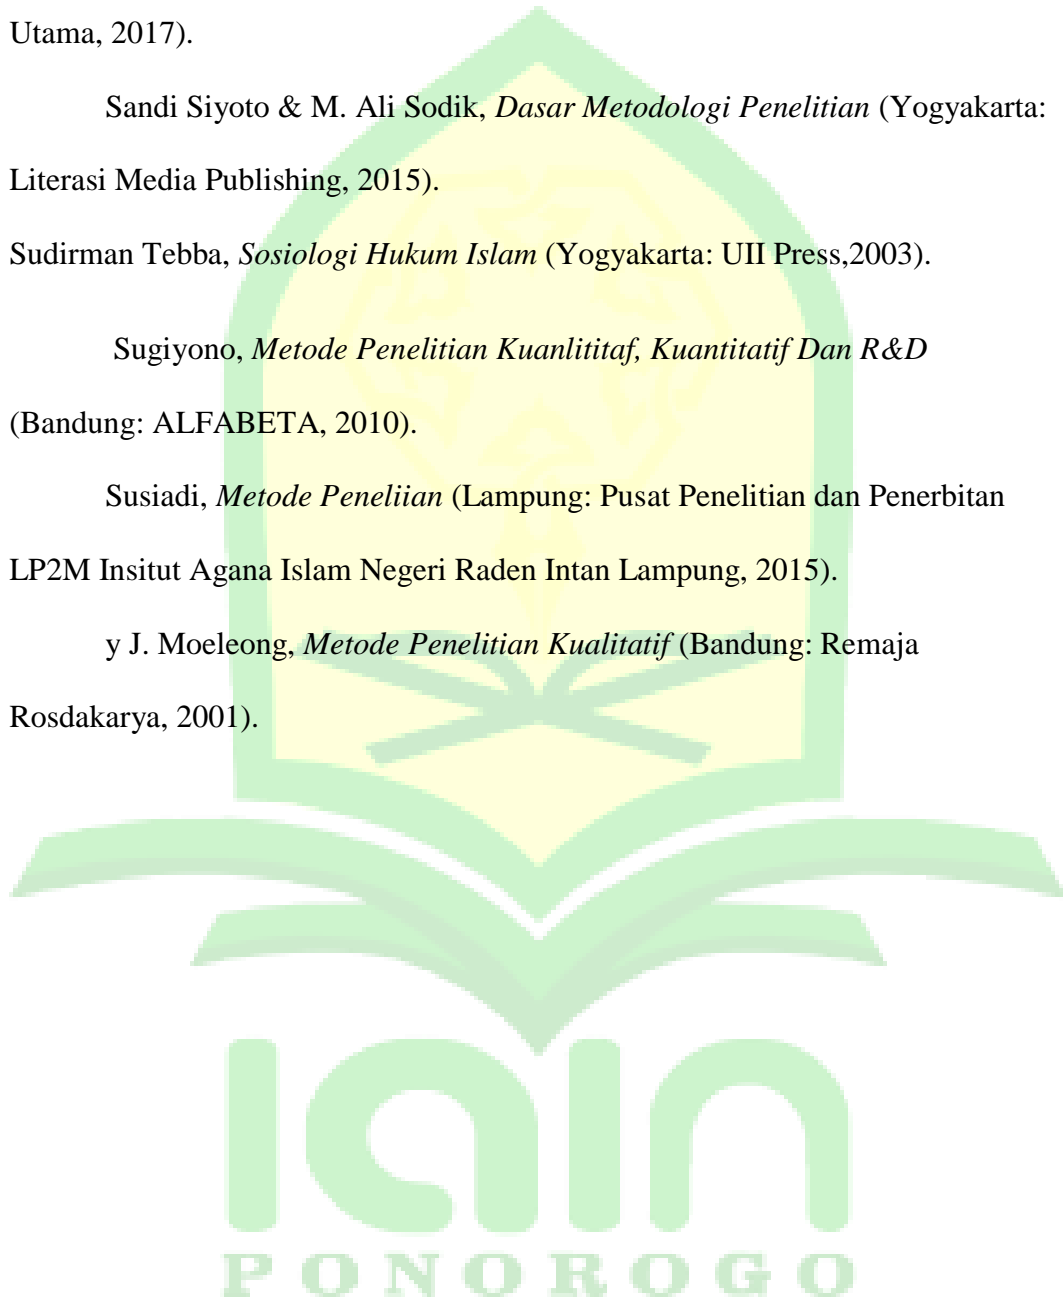 Utama, 2017).
Sandi Siyoto & M. Ali Sodik, Dasar Metodologi Penelitian (Yogyakarta:
Literasi Media Publishing, 2015).
Sudirman Tebba, Sosiologi Hukum Islam (Yogyakarta: UII Press,2003).
Sugiyono, Metode Penelitian Kuanlititaf, Kuantitatif Dan R&D
(Bandung: ALFABETA, 2010).
Susiadi, Metode Peneliian (Lampung: Pusat Penelitian dan Penerbitan
LP2M Insitut Agana Islam Negeri Raden Intan Lampung, 2015).
y J. Moeleong, Metode Penelitian Kualitatif (Bandung: Remaja
Rosdakarya, 2001).
iain
PONOROGO